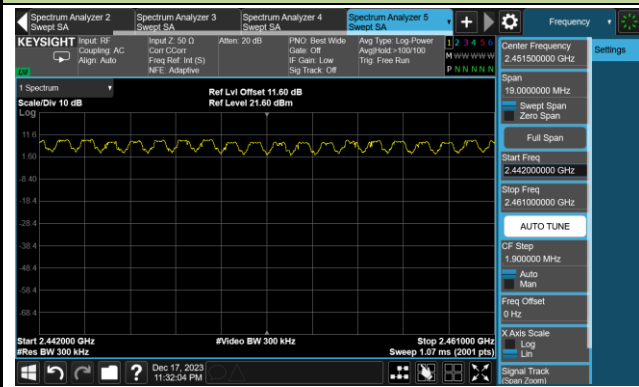 Spectrum Analyzer 2
Swept SA
Spectrum Analyzer 3
Swept SA
Spectrum Analyzer 4
Swept SA
Spectrum Analyzer 5
Swept SA
Frequency
KEYSIGHT
Input: RF
Coupling: AC
Align: Auto
Input Z: 50 Ω
Corr CCorr
Freq Ref: Int (S)
NFE: Adaptive
Atten: 20 dB
PNO: Best Wide
Gate: Off
IF Gain: Low
Sig Track: Off
Avg Type: Log-Power
Avg|Hold:>100/100
Trig: Free Run
1 2 3 4 5 6
M W W W W W
P N N N N N
LXI
1 Spectrum
Scale/Div 10 dB
Log
Ref Lvl Offset 11.60 dB
Ref Level 21.60 dBm
11.6
1.60
-8.40
-18.4
-28.4
-38.4
-48.4
-58.4
-68.4
Start 2.442000 GHz
#Res BW 300 kHz
#Video BW 300 kHz
Stop 2.461000 GHz
Sweep 1.07 ms (2001 pts)
Dec 17, 2023
11:32:04 PM
Center Frequency
2.451500000 GHz
Settings
Span
19.0000000 MHz
Swept Span
Zero Span
Full Span
Start Freq
2.442000000 GHz
Stop Freq
2.461000000 GHz
AUTO TUNE
CF Step
1.900000 MHz
Auto
Man
Freq Offset
0 Hz
X Axis Scale
Log
Lin
Signal Track
(Span Zoom)